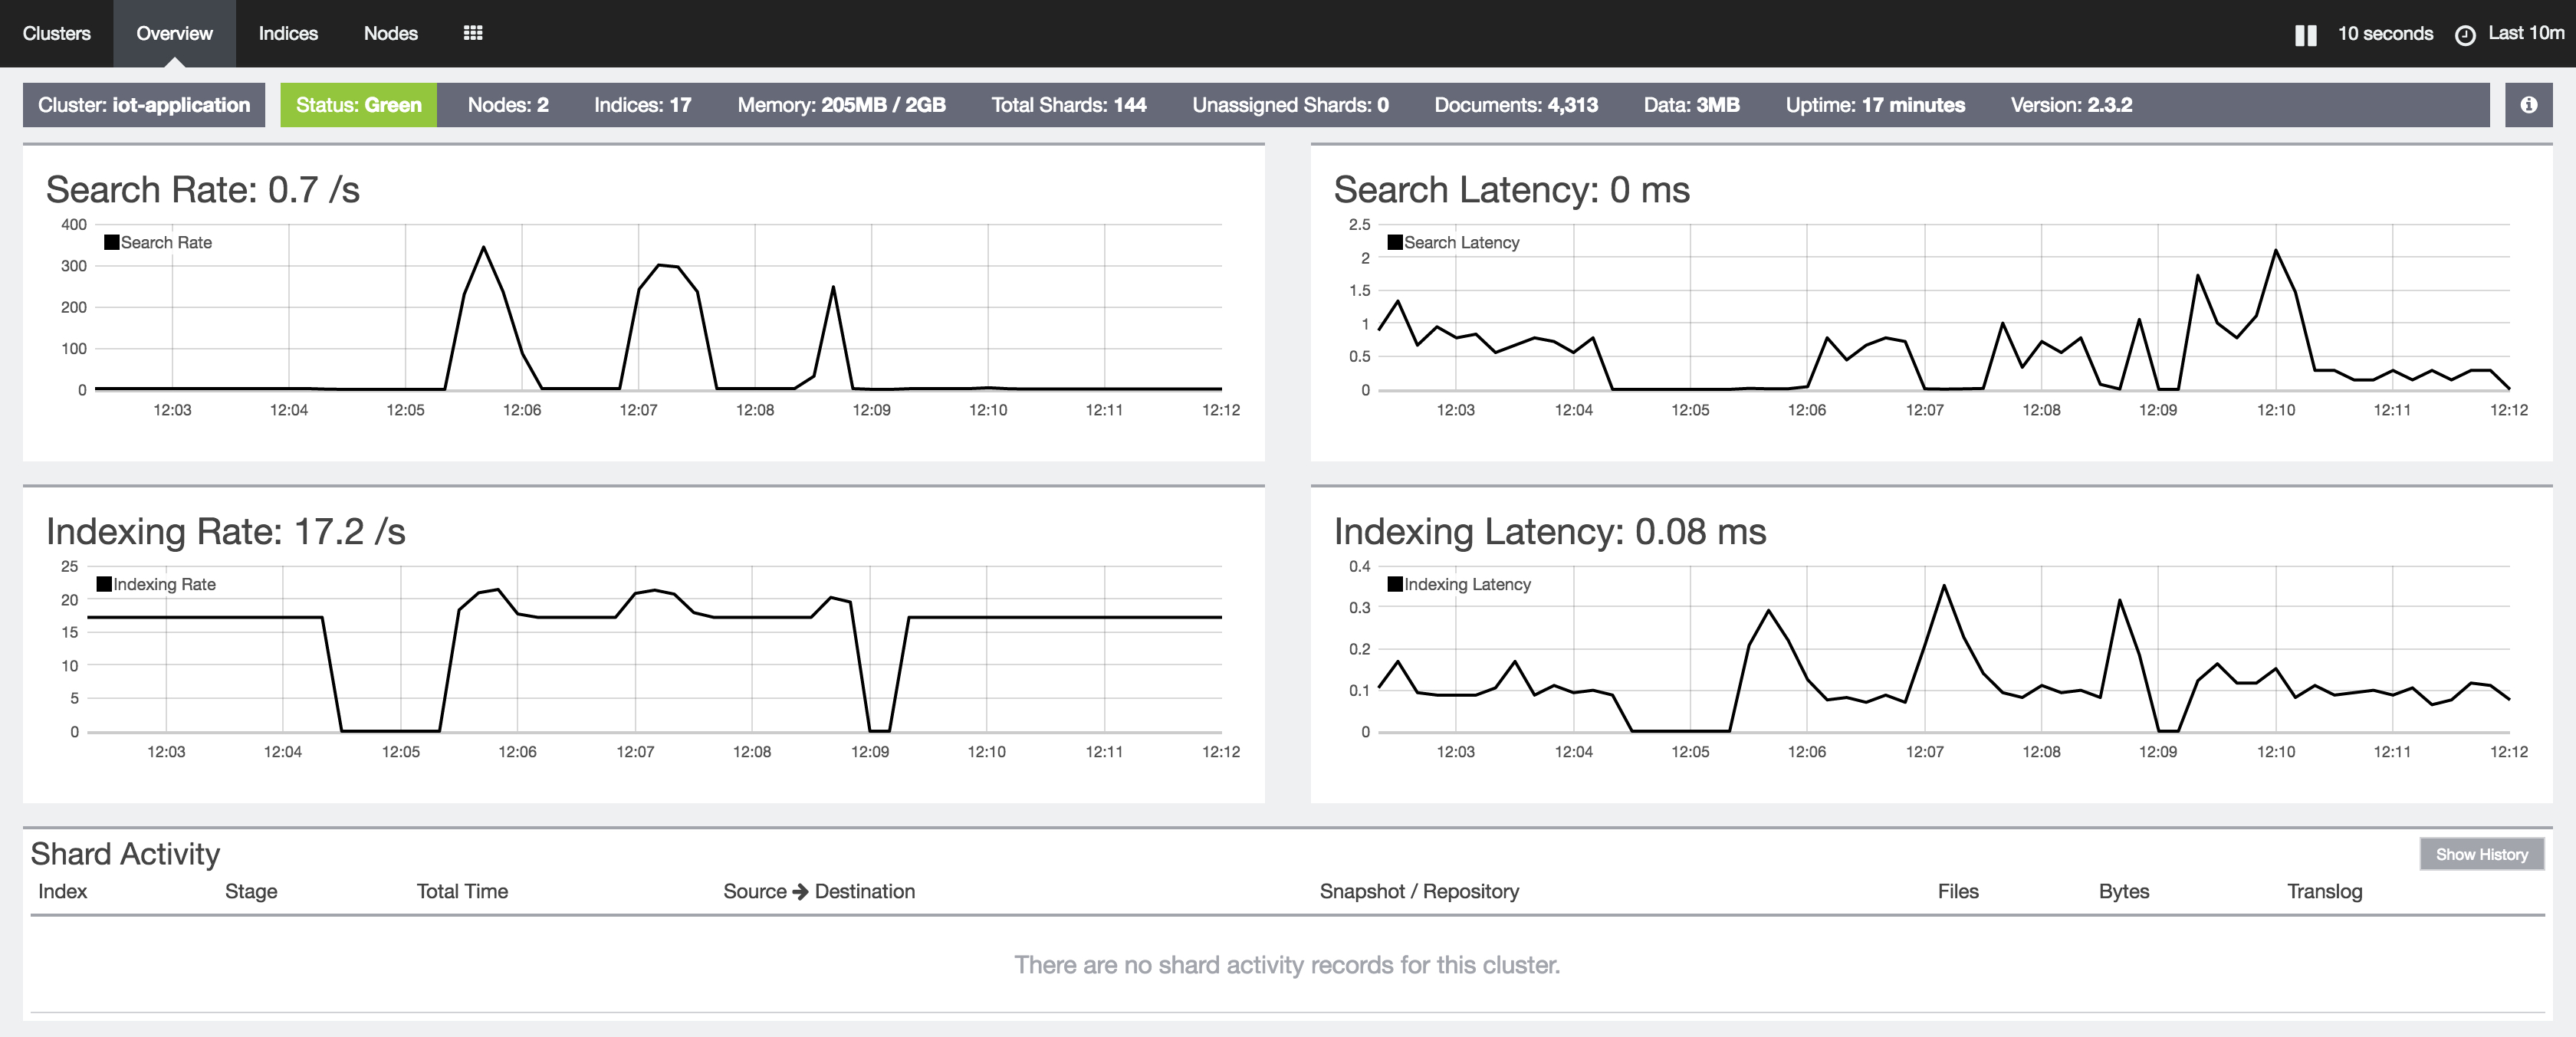 Clusters Overview Indices Nodes 10 seconds Last 10m
Cluster: iot-application Status: Green Nodes: 2 Indices: 17 Memory: 205MB / 2GB Total Shards: 144 Unassigned Shards: 0 Documents: 4,313 Data: 3MB Uptime: 17 minutes Version: 2.3.2
Search Rate: 0.7 /s
400
Search Rate
300
200
100
0
12:03 12:04 12:05 12:06 12:07 12:08 12:09 12:10 12:11 12:12
Search Latency: 0 ms
2.5
Search Latency
2
1.5
1
0.5
0
12:03 12:04 12:05 12:06 12:07 12:08 12:09 12:10 12:11 12:12
Indexing Rate: 17.2 /s
25
Indexing Rate
20
15
10
5
0
12:03 12:04 12:05 12:06 12:07 12:08 12:09 12:10 12:11 12:12
Indexing Latency: 0.08 ms
0.4
Indexing Latency
0.3
0.2
0.1
0
12:03 12:04 12:05 12:06 12:07 12:08 12:09 12:10 12:11 12:12
Shard Activity Show History
Index Stage Total Time Source → Destination Snapshot / Repository Files Bytes Translog
There are no shard activity records for this cluster.